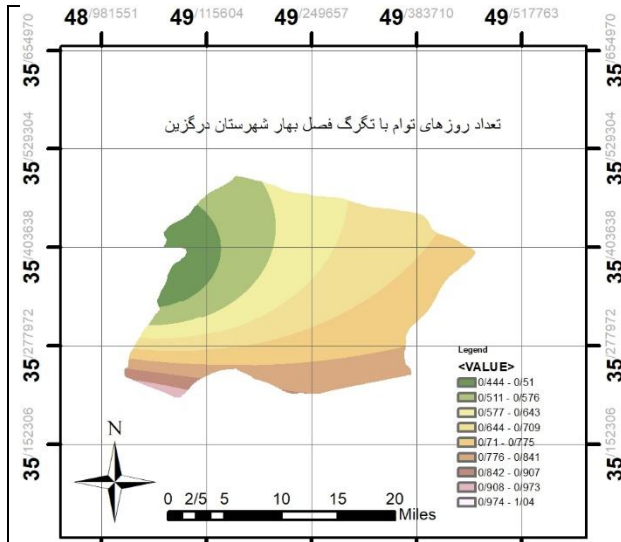 48/981551 49/115604 49/249657 49/383710 49/517763
35/654970
35/529304
35/403638
35/277972
35/152306
تعداد روزهای توام با تگرگ فصل بهار شهرستان درگزین
35/654970
35/529304
35/403638
35/277972
35/152306
Legend
<VALUE>
0/444 - 0/51
0/511 - 0/576
0/577 - 0/643
0/644 - 0/709
0/71 - 0/775
0/776 - 0/841
0/842 - 0/907
0/908 - 0/973
0/974 - 1/04
N
0 2/5 5 10 15 20
Miles